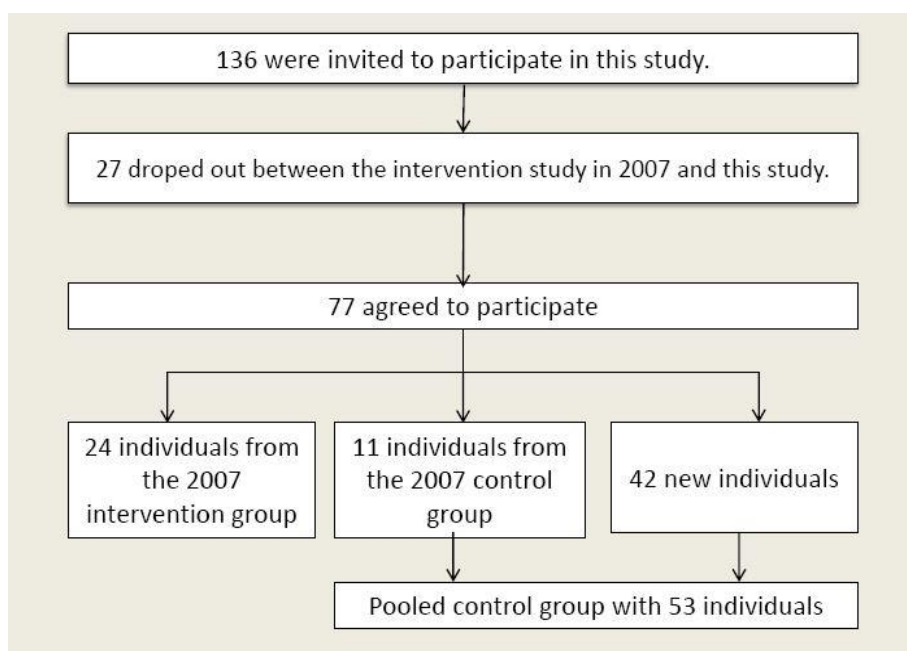 136 were invited to participate in this study.
27 droped out between the intervention study in 2007 and this study.
77 agreed to participate
24 individuals from
the 2007
intervention group
11 individuals from
the 2007 control
group
42 new individuals
Pooled control group with 53 individuals